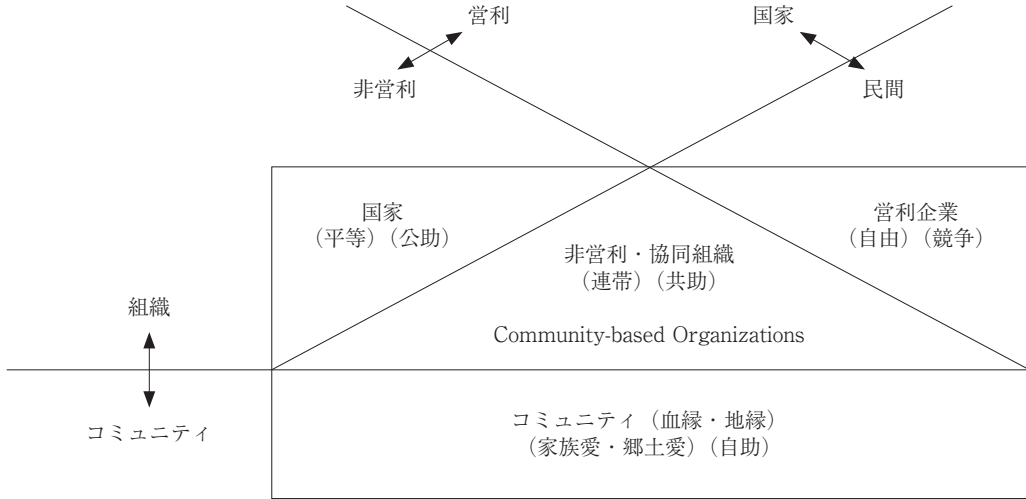 営利
国家
非営利
民間
国家
（平等）（公助）
営利企業
（自由）（競争）
非営利・協同組織
（連帯）（共助）
組織
Community-based Organizations
コミュニティ
コミュニティ（血縁・地縁）
（家族愛・郷土愛）（自助）